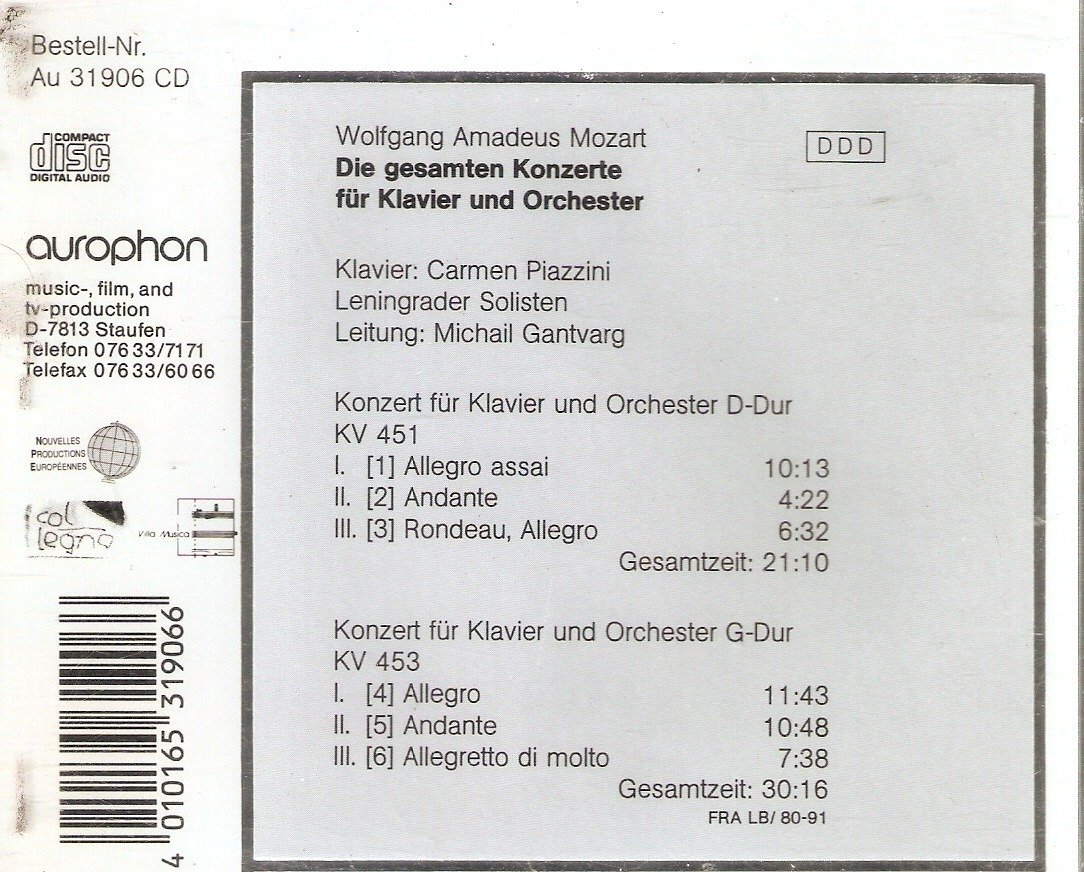 Bestell-Nr.
Au 31906 CD
COMPACT
disc
DIGITAL AUDIO
aurophon
music-, film, and
tv-production
D-7813 Staufen
Telefon 07633/7171
Telefax 07633/6066
NOUVELLES
PRODUCTIONS
EUROPÉENNES
col
legno
Villa Musica
4 010165 319066
Wolfgang Amadeus Mozart
DDD
Die gesamten Konzerte
für Klavier und Orchester
Klavier: Carmen Piazzini
Leningrader Solisten
Leitung: Michail Gantvarg
Konzert für Klavier und Orchester D-Dur
KV 451
I. [1] Allegro assai 10:13
II. [2] Andante 4:22
III. [3] Rondeau, Allegro 6:32
Gesamtzeit: 21:10
Konzert für Klavier und Orchester G-Dur
KV 453
I. [4] Allegro 11:43
II. [5] Andante 10:48
III. [6] Allegretto di molto 7:38
Gesamtzeit: 30:16
FRA LB/ 80-91